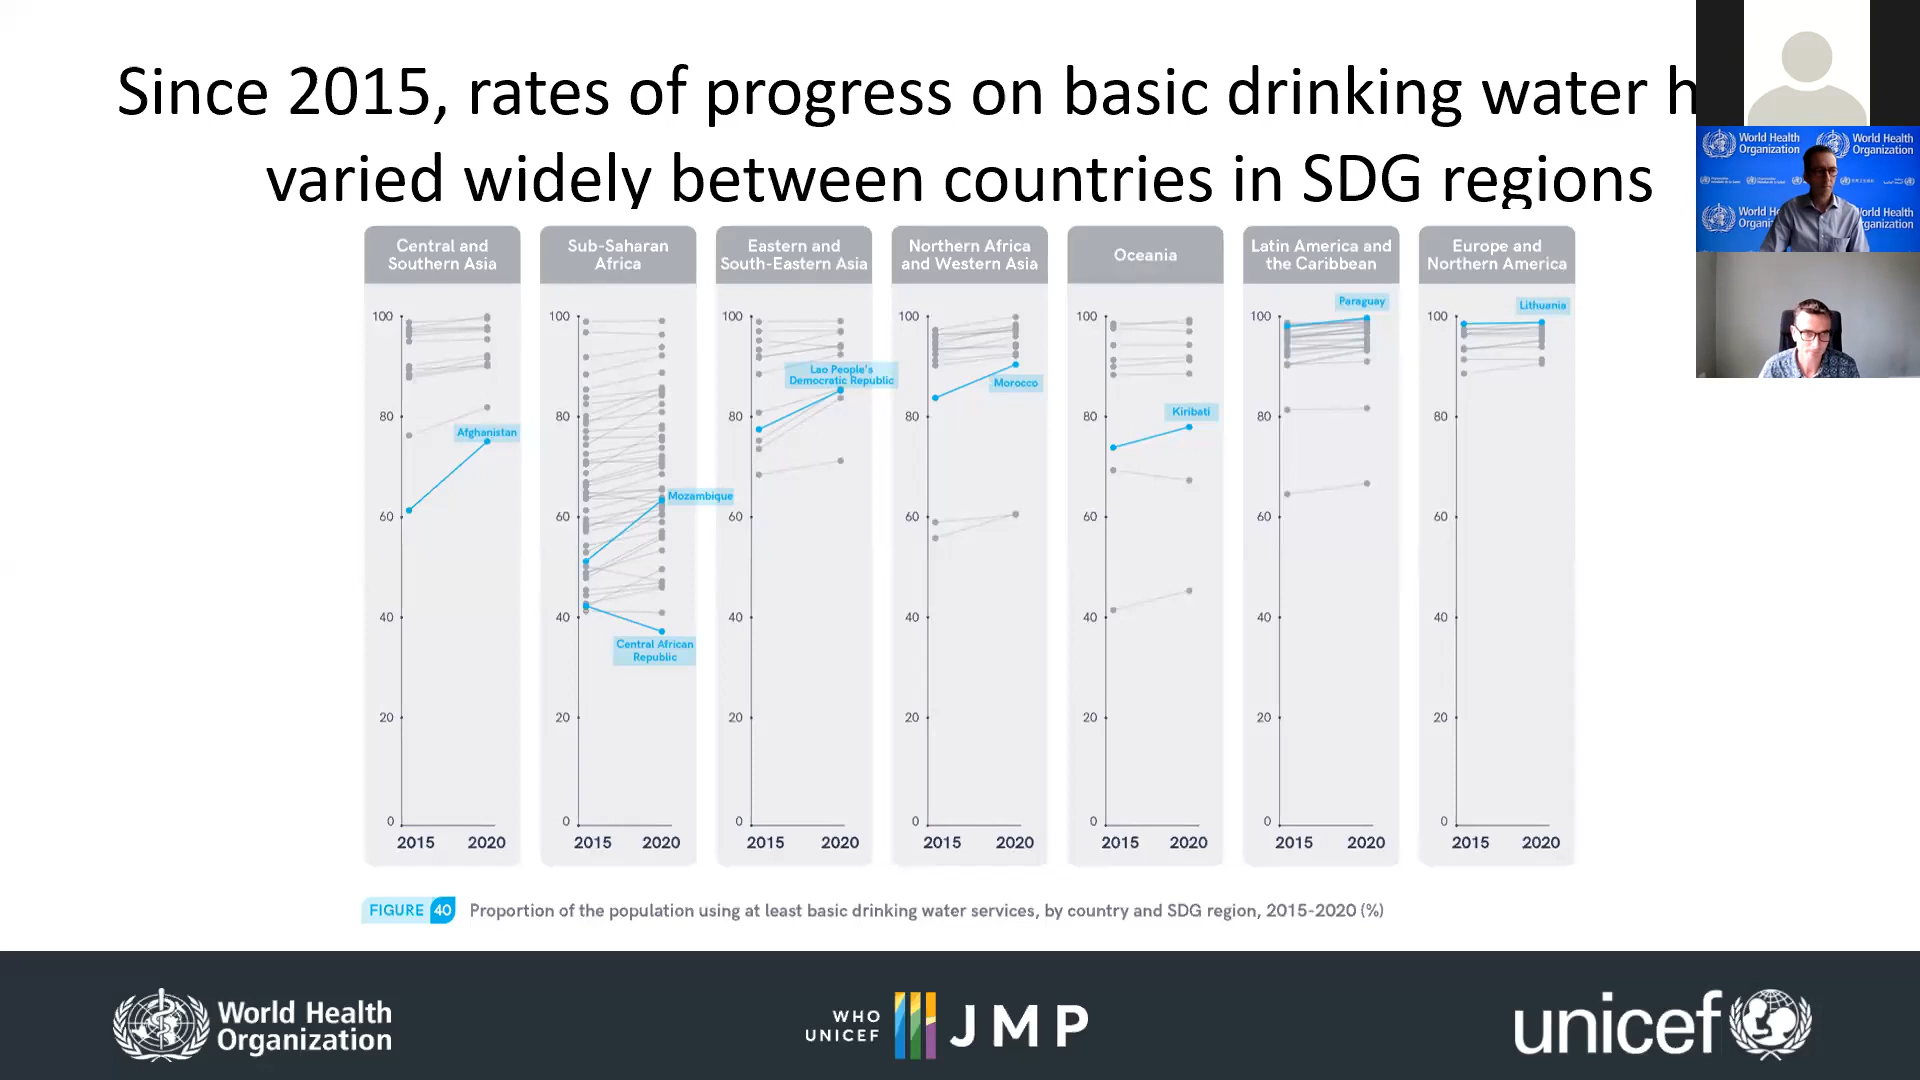 Since 2015, rates of progress on basic drinking water h
varied widely between countries in SDG regions
World Health
Organization
World Health
Organization
World Health
Central and
Southern Asia
100
80
60
40
20
0
Afghanistan
2015 2020
Sub-Saharan
Africa
100
80
60
40
20
0
Mozambique
Central African
Republic
2015 2020
Eastern and
South-Eastern Asia
100
80
60
40
20
0
Lao People's
Democratic Republic
2015 2020
Northern Africa
and Western Asia
100
80
60
40
20
0
Morocco
2015 2020
Oceania
100
80
60
40
20
0
Kiribati
2015 2020
Latin America and
the Caribbean
100
80
60
40
20
0
Paraguay
2015 2020
Europe and
Northern America
100
80
60
40
20
0
Lithuania
2015 2020
FIGURE 40 Proportion of the population using at least basic drinking water services, by country and SDG region, 2015-2020 (%)
World Health
Organization
WHO
UNICEF
JMP
unicef